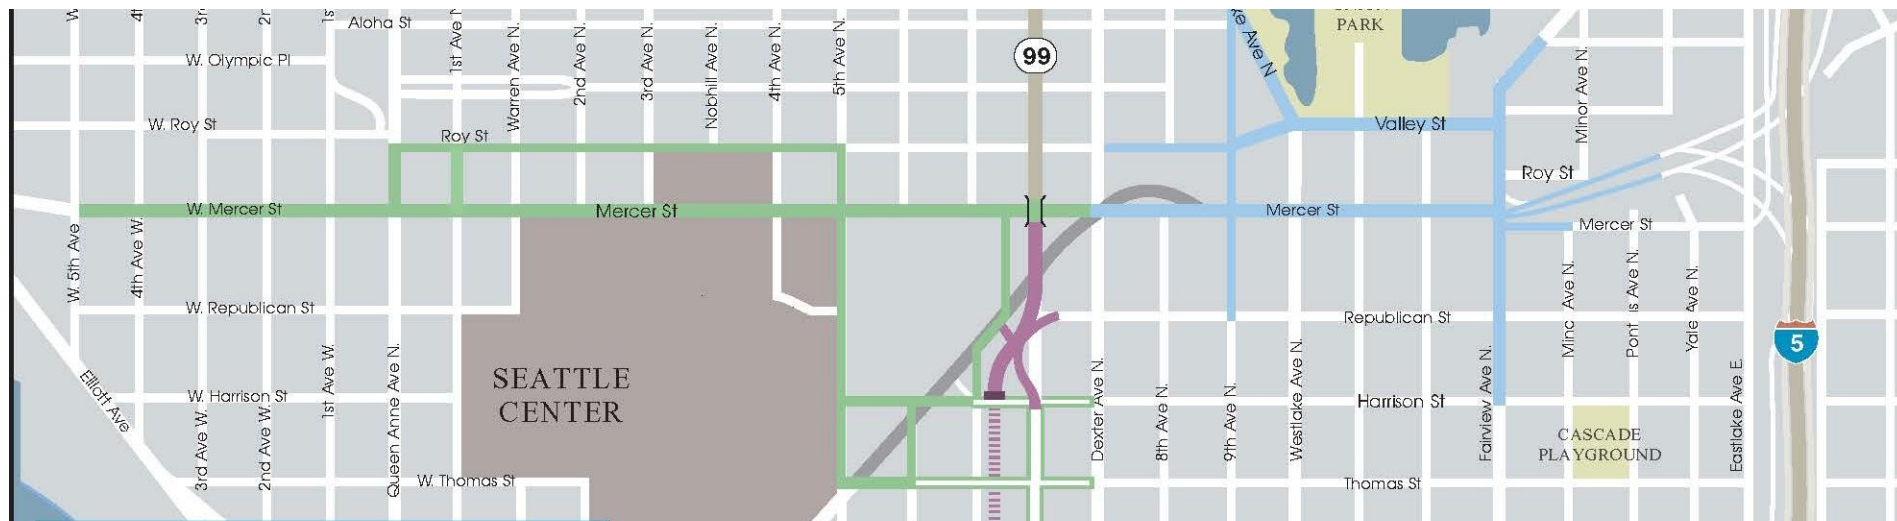 Aloha St
W. Olympic Pl
W. Roy St
Roy St
W. Mercer St
Mercer St
W. Republican St
W. Harrison St
W. Thomas St
Elliott Ave
W. 5th Ave
4th Ave W.
3rd Ave W.
2nd Ave W.
1st Ave W.
Queen Anne Ave N.
1st Ave N
Warren Ave N.
2nd Ave N.
3rd Ave N.
Nobhill Ave N.
4th Ave N.
5th Ave N.
SEATTLE
CENTER
99
Ave N
PARK
Valley St
Minor Ave N.
Roy St
Mercer St
Mercer St
Republican St
Harrison St
Thomas St
Dexter Ave N.
8th Ave N.
9th Ave N.
Westlake Ave N.
Fairview Ave N.
Ave N.
Ave N.
Yale Ave N.
Eastlake Ave E.
CASCADE
PLAYGROUND
5